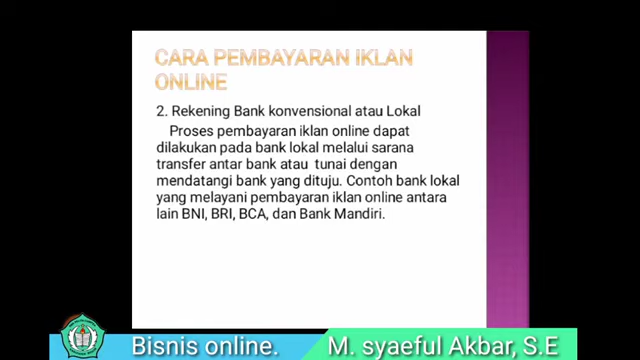 CARA PEMBAYARAN IKLAN
ONLINE
2. Rekening Bank konvensional atau Lokal
Proses pembayaran iklan online dapat
dilakukan pada bank lokal melalui sarana
transfer antar bank atau tunai dengan
mendatangi bank yang dituju. Contoh bank lokal
yang melayani pembayaran iklan online antara
lain BNI, BRI, BCA, dan Bank Mandiri.
Bisnis online. M. syaeful Akbar, S.E